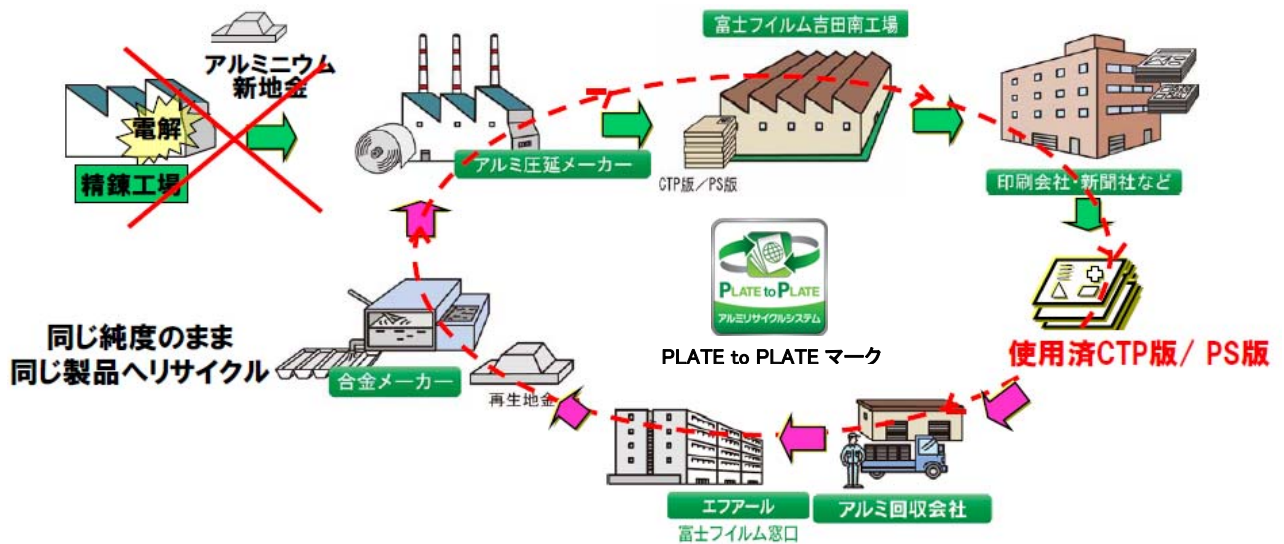 アルミニウム
新地金
電解
精錬工場
アルミ圧延メーカー
富士フイルム吉田南工場
CTP版／PS版
印刷会社・新聞社など
PLATE to PLATE
アルミリサイクルシステム
PLATE to PLATE マーク
使用済CTP版/ PS版
同じ純度のまま
同じ製品へリサイクル
合金メーカー
再生地金
エフアール
富士フイルム窓口
アルミ回収会社